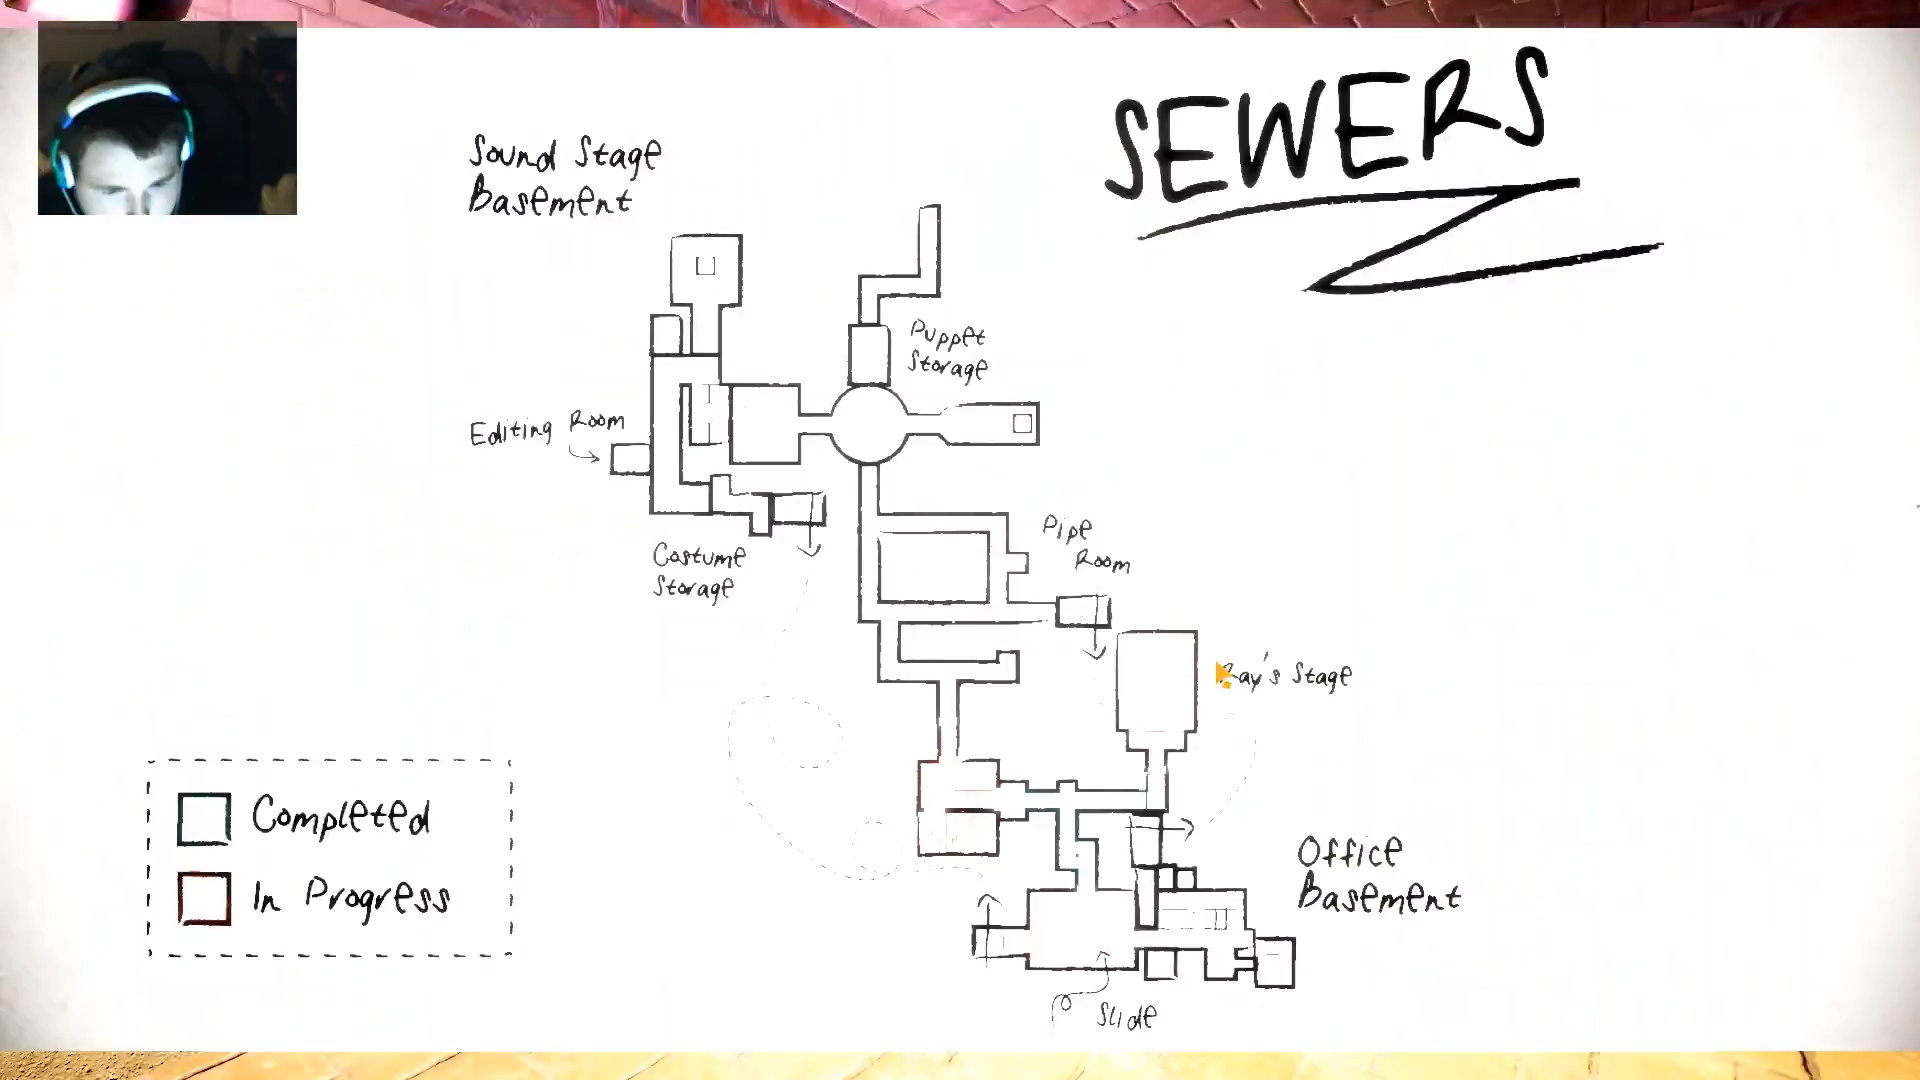 SEWERS
Sound Stage
Basement
Puppet
Storage
Editing Room
Pipe
Room
Costume
Storage
Ray's Stage
Completed
In Progress
Office
Basement
Slide